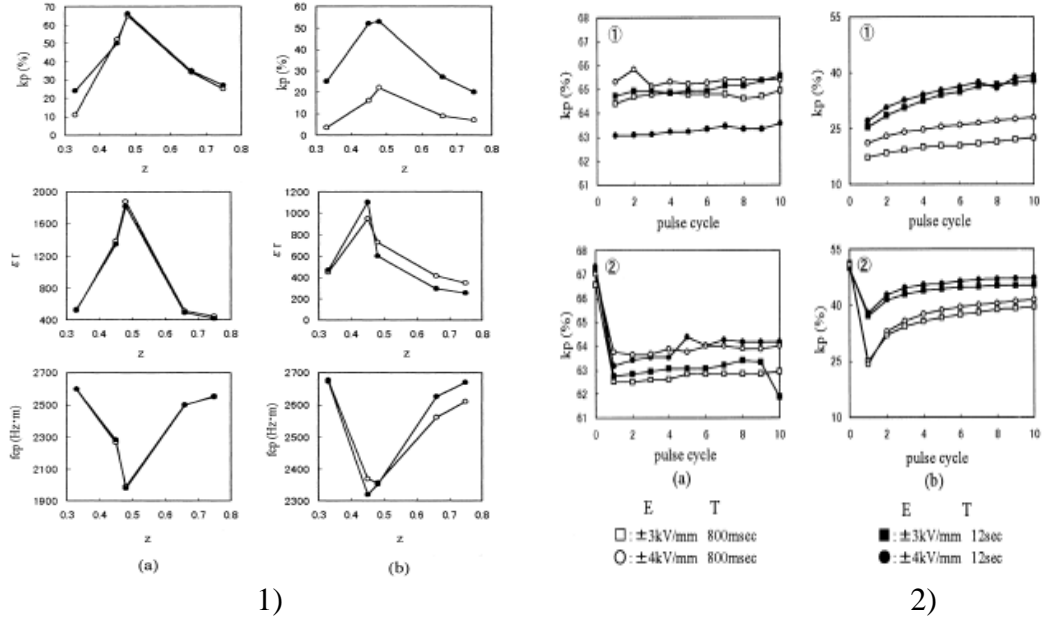 70
60
50
40
30
20
10
0
kp (%)
0.3 0.4 0.5 0.6 0.7 0.8
z
60
50
40
30
20
10
0
kp (%)
0.3 0.4 0.5 0.6 0.7 0.8
z
2000
1600
1200
800
400
ε r
0.3 0.4 0.5 0.6 0.7 0.8
z
1200
1000
800
600
400
200
0
ε r
0.3 0.4 0.5 0.6 0.7 0.8
z
2700
2500
2300
2100
1900
fcp (Hz·m)
0.3 0.4 0.5 0.6 0.7 0.8
z
(a)
2700
2600
2500
2400
2300
fcp (Hz·m)
0.3 0.4 0.5 0.6 0.7 0.8
z
(b)
1)
①
68
67
66
65
64
63
62
61
kp (%)
0 2 4 6 8 10
pulse cycle
①
55
40
25
10
kp (%)
0 2 4 6 8 10
pulse cycle
②
68
67
66
65
64
63
62
61
kp (%)
0 2 4 6 8 10
pulse cycle
(a)
②
55
40
25
10
kp (%)
0 2 4 6 8 10
pulse cycle
(b)
E T
□ : ±3kV/mm 800msec
○ : ±4kV/mm 800msec
E T
■ : ±3kV/mm 12sec
● : ±4kV/mm 12sec
2)